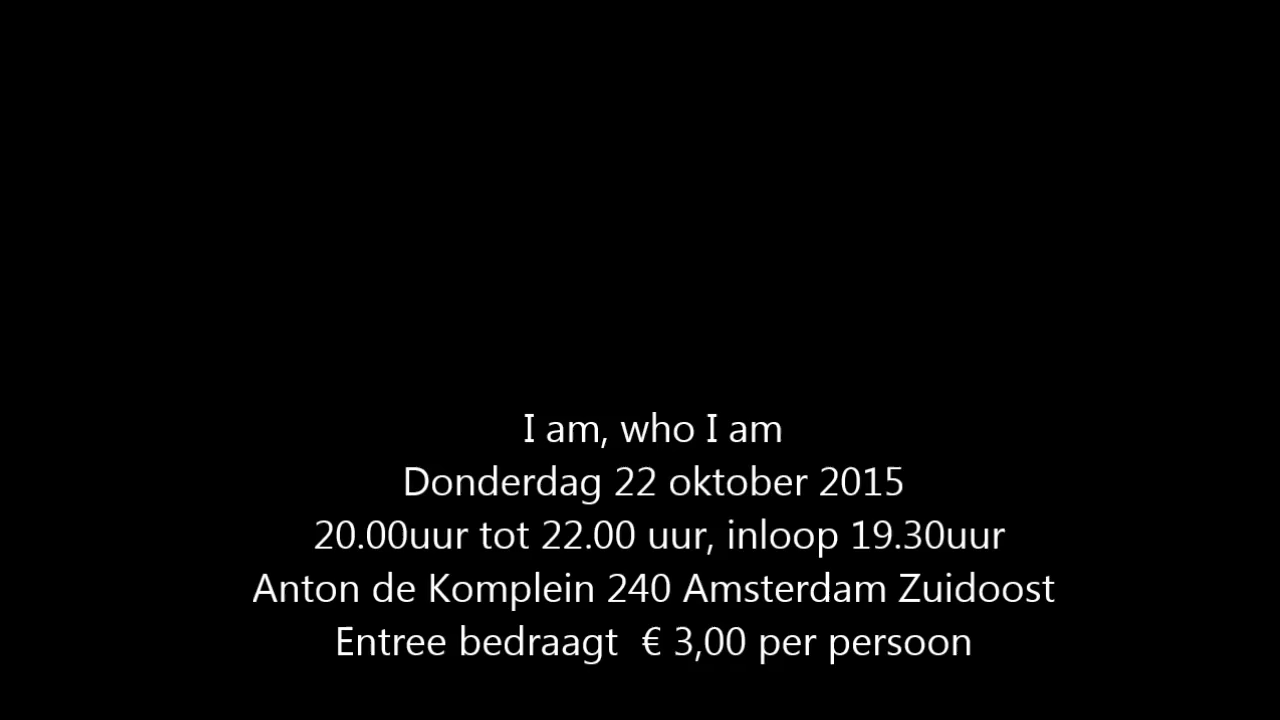 I am, who I am
Donderdag 22 oktober 2015
20.00uur tot 22.00 uur, inloop 19.30uur
Anton de Komplein 240 Amsterdam Zuidoost
Entree bedraagt  € 3,00 per persoon